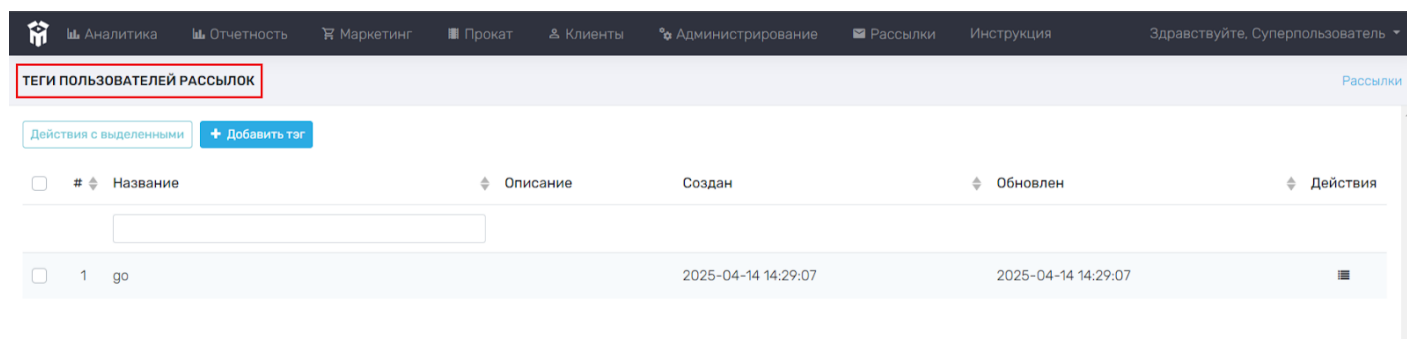 Аналитика Отчетность Маркетинг Прокат Клиенты Администрирование Рассылки Инструкция Здравствуйте, Суперпользователь
ТЕГИ ПОЛЬЗОВАТЕЛЕЙ РАССЫЛОК Рассылки
Действия с выделенными + Добавить тэг
# Название Описание Создан Обновлен Действия
1 go 2025-04-14 14:29:07 2025-04-14 14:29:07